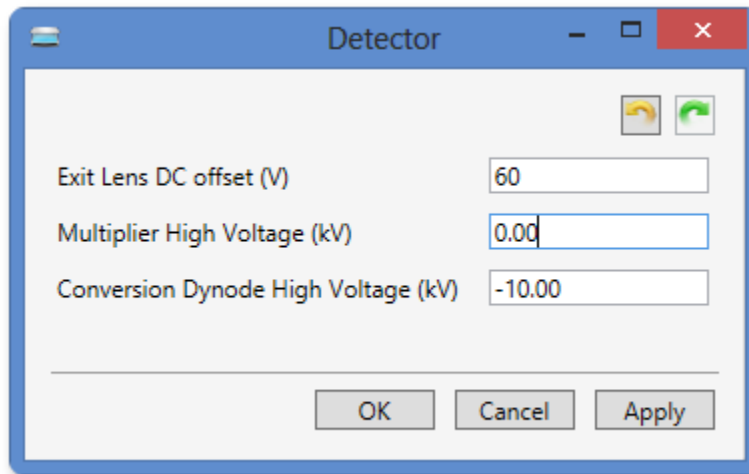 Detector
Exit Lens DC offset (V) 60
Multiplier High Voltage (kV) 0.00
Conversion Dynode High Voltage (kV) -10.00
OK Cancel Apply